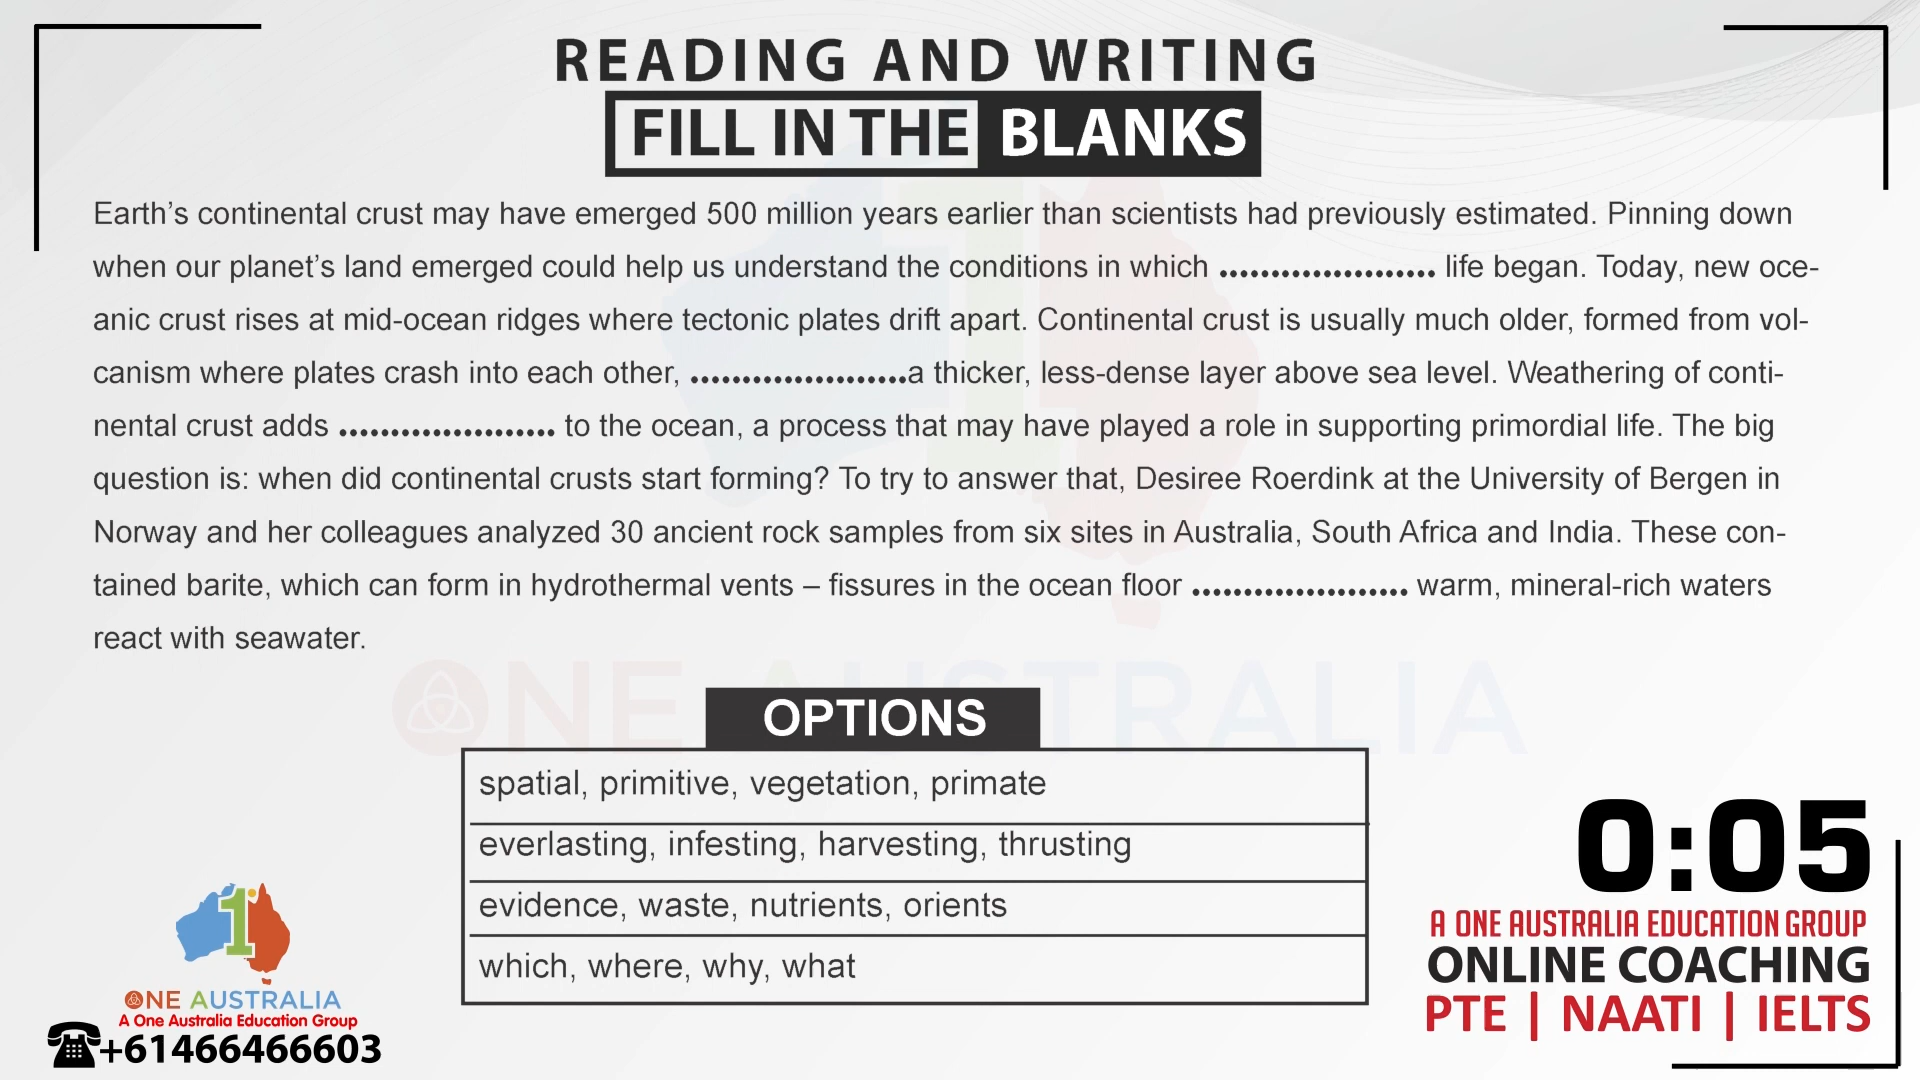 READING AND WRITING
FILL IN THE BLANKS
Earth’s continental crust may have emerged 500 million years earlier than scientists had previously estimated. Pinning down
when our planet’s land emerged could help us understand the conditions in which ..................... life began. Today, new oce-
anic crust rises at mid-ocean ridges where tectonic plates drift apart. Continental crust is usually much older, formed from vol-
canism where plates crash into each other, .....................a thicker, less-dense layer above sea level. Weathering of conti-
nental crust adds ..................... to the ocean, a process that may have played a role in supporting primordial life. The big
question is: when did continental crusts start forming? To try to answer that, Desiree Roerdink at the University of Bergen in
Norway and her colleagues analyzed 30 ancient rock samples from six sites in Australia, South Africa and India. These con-
tained barite, which can form in hydrothermal vents – fissures in the ocean floor ..................... warm, mineral-rich waters
react with seawater.
ONE AUSTRALIA
OPTIONS
spatial, primitive, vegetation, primate
everlasting, infesting, harvesting, thrusting
evidence, waste, nutrients, orients
which, where, why, what
0:05
A ONE AUSTRALIA EDUCATION GROUP
ONLINE COACHING
PTE | NAATI | IELTS
1
ONE AUSTRALIA
A One Australia Education Group
+61466466603